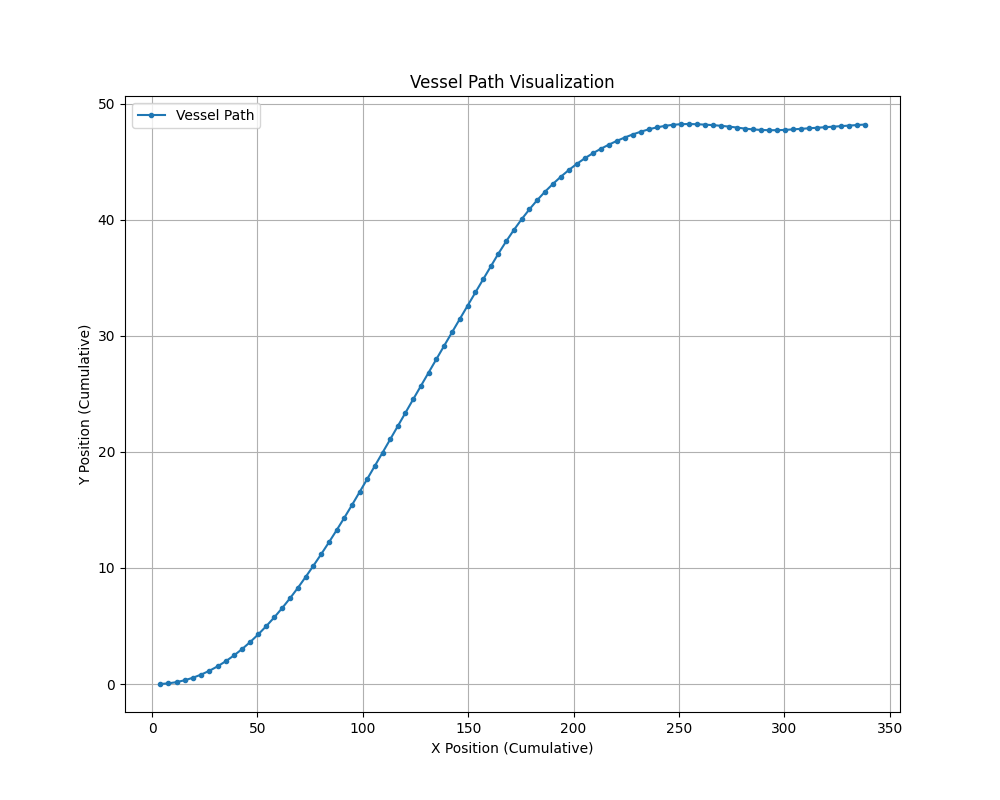 Vessel Path Visualization
Vessel Path
Y Position (Cumulative)
50
40
30
20
10
0
0 50 100 150 200 250 300 350
X Position (Cumulative)